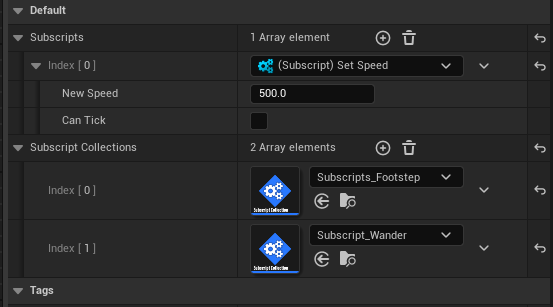 Default
Subscripts 1 Array element
Index [ 0 ] (Subscript) Set Speed
New Speed 500.0
Can Tick
Subscript Collections 2 Array elements
Subscripts_Footstep
Index [ 0 ]
Subscript Collection
Subscript_Wander
Index [ 1 ]
Subscript Collection
Tags